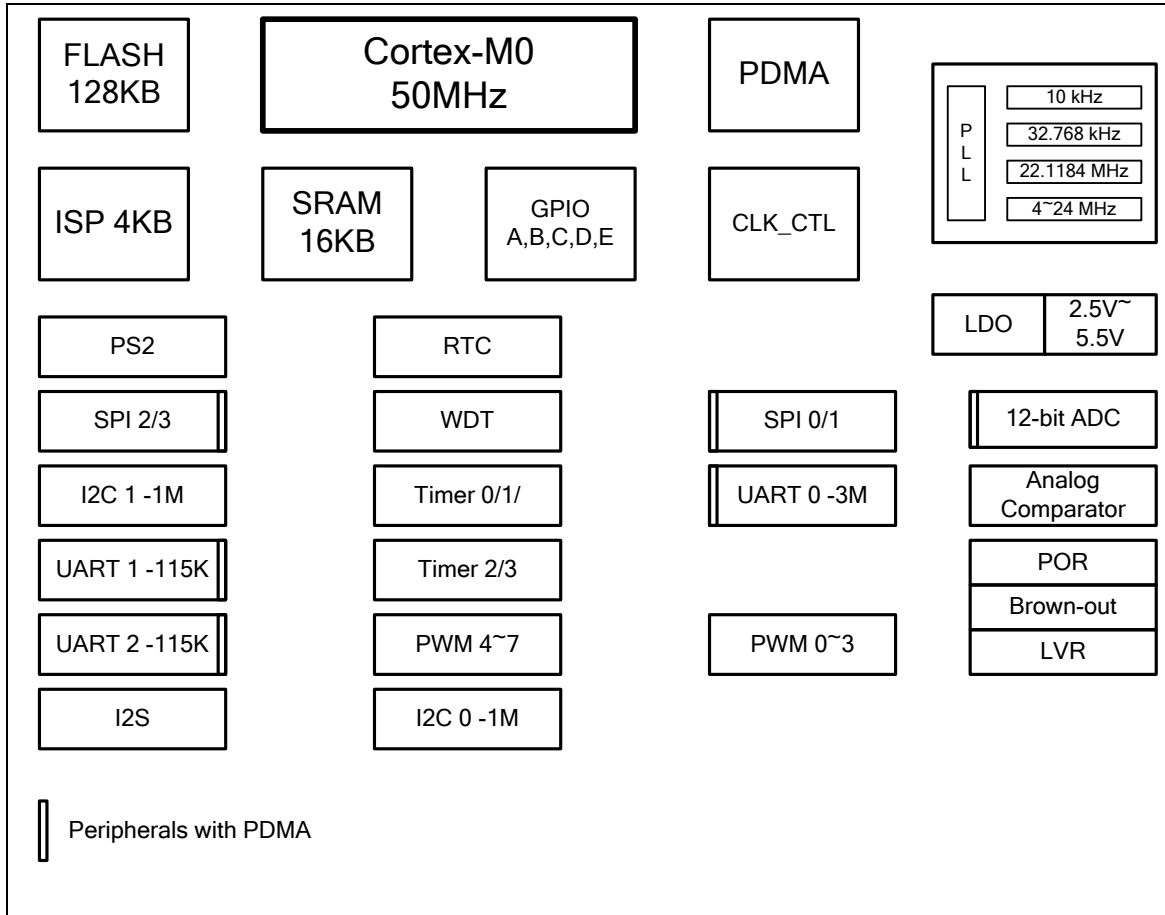 FLASH
128KB
Cortex-M0
50MHz
PDMA
P
L
L
10 kHz
32.768 kHz
22.1184 MHz
4~24 MHz
ISP 4KB
SRAM
16KB
GPIO
A,B,C,D,E
CLK_CTL
LDO
2.5V~
5.5V
PS2
RTC
SPI 2/3
WDT
SPI 0/1
12-bit ADC
I2C 1 -1M
Timer 0/1/
UART 0 -3M
Analog
Comparator
UART 1 -115K
Timer 2/3
POR
Brown-out
UART 2 -115K
PWM 4~7
PWM 0~3
LVR
I2S
I2C 0 -1M
Peripherals with PDMA